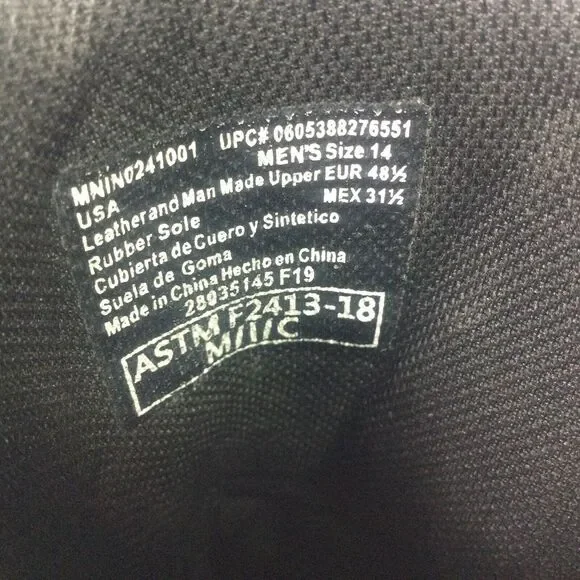 MNIN0241001 UPC# 0605388276551
USA MEN'S Size 14
Leather and Man Made Upper EUR 48½
Rubber Sole MEX 31½
Cubierta de Cuero y Sintetico
Suela de Goma
Made in China Hecho en China
28035145 F19
ASTM F2413-18
M/I/C